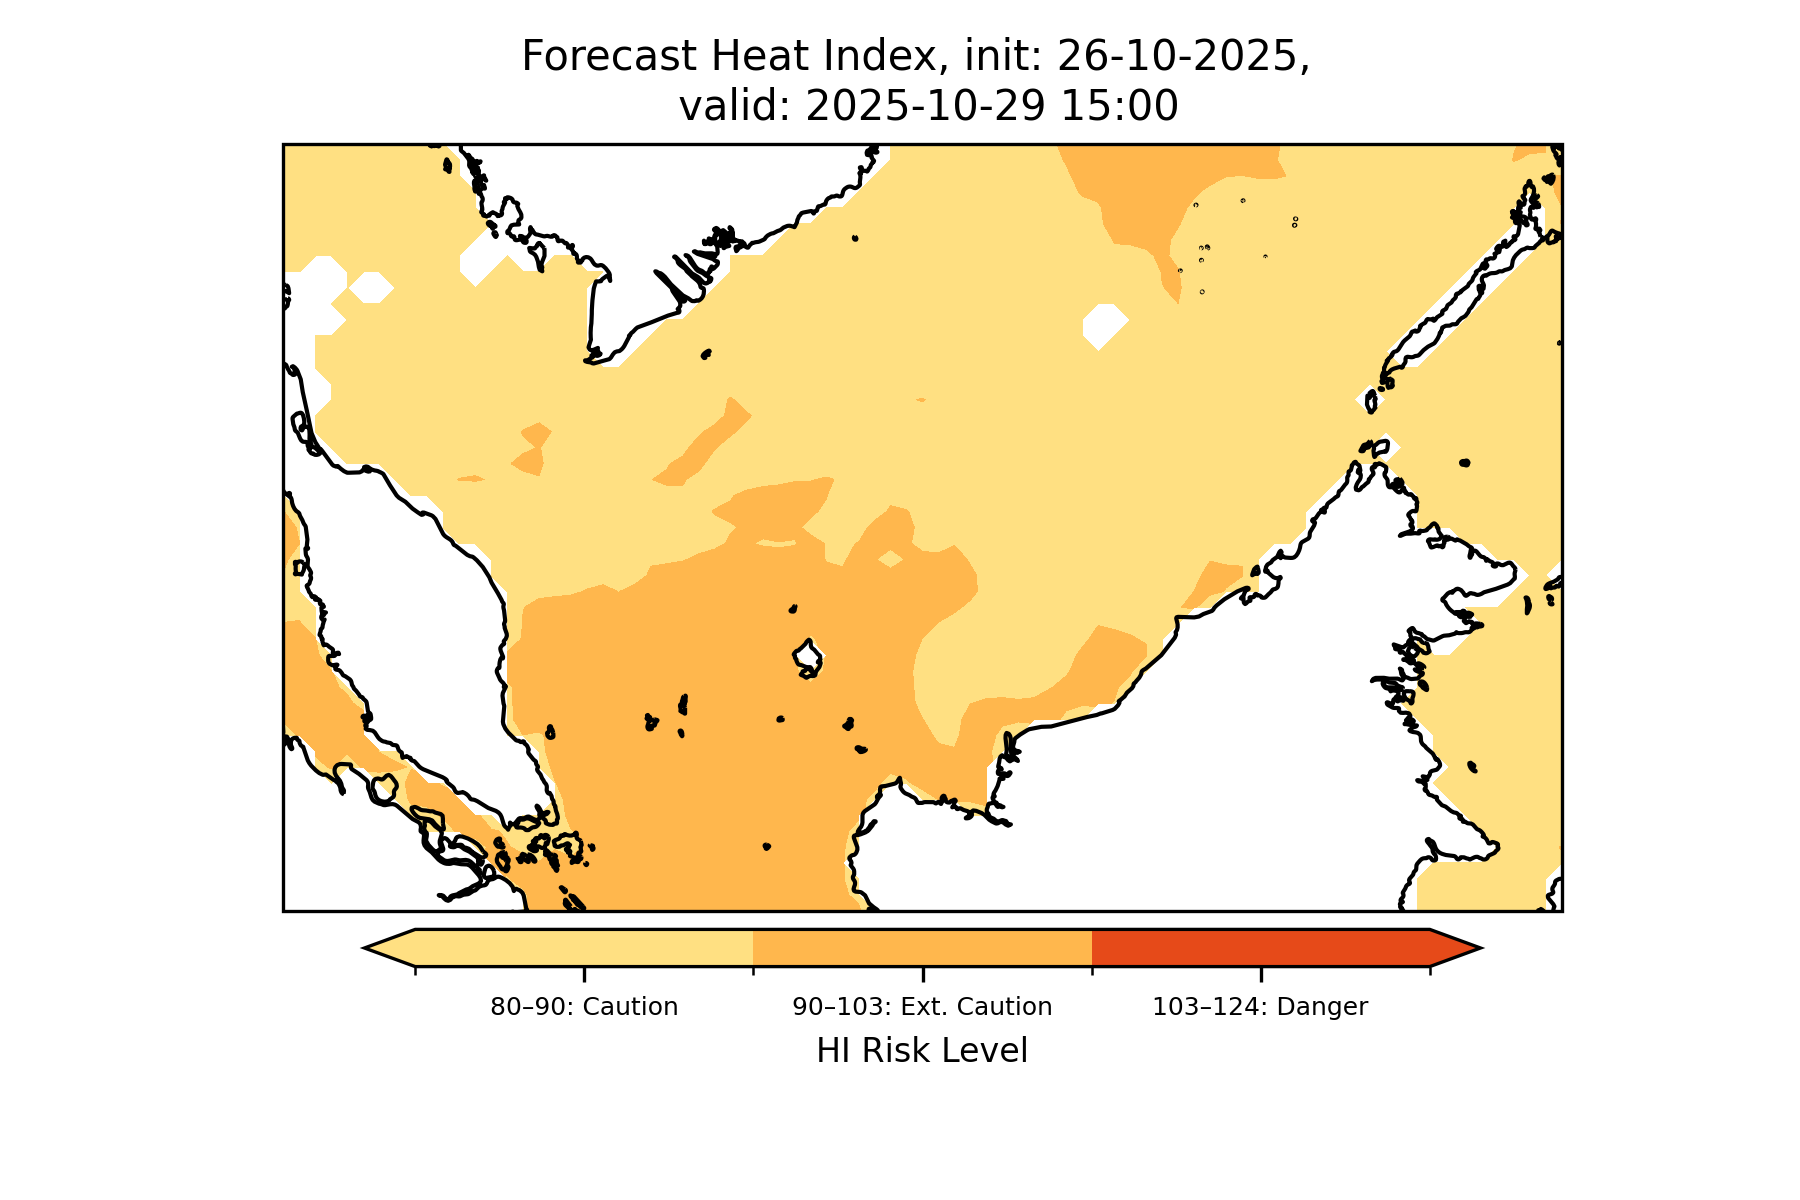 Forecast Heat Index, init: 26-10-2025,
valid: 2025-10-29 15:00
80–90: Caution
90–103: Ext. Caution
103–124: Danger
HI Risk Level